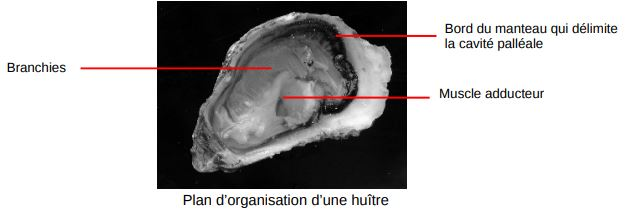 Bord du manteau qui délimite
la cavité palléale
Branchies
Muscle adducteur
Plan d'organisation d'une huître